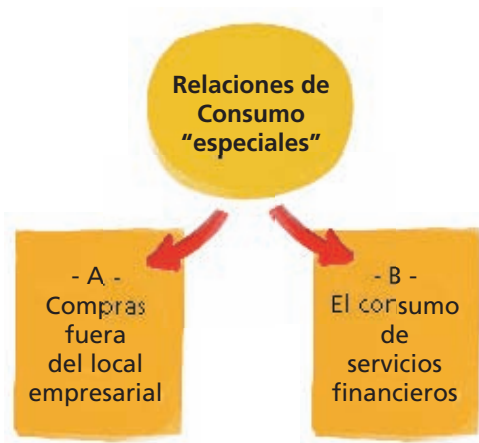 Relaciones de
Consumo
“especiales”
- A -
Compras
fuera
del local
empresarial
- B -
El consumo
de
servicios
financieros